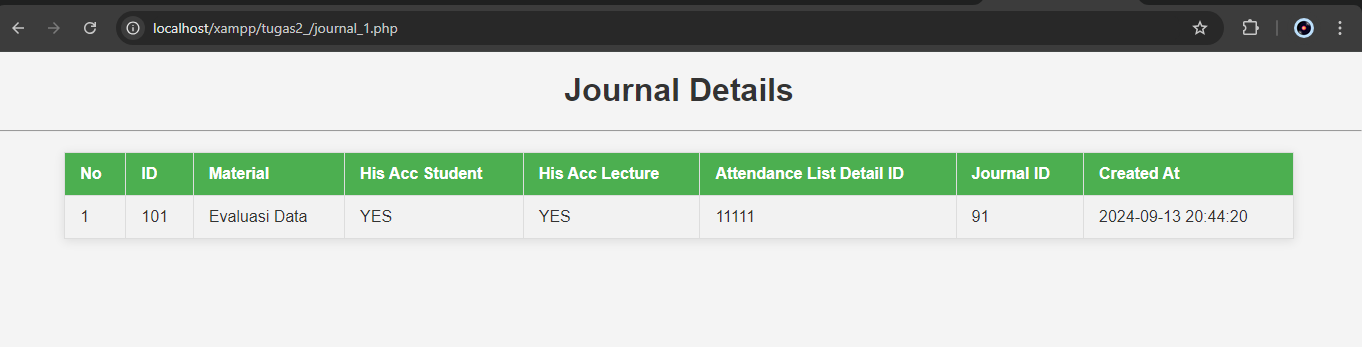 localhost/xampp/tugas2_/journal_1.php
Journal Details
No ID Material His Acc Student His Acc Lecture Attendance List Detail ID Journal ID Created At
1 101 Evaluasi Data YES YES 11111 91 2024-09-13 20:44:20